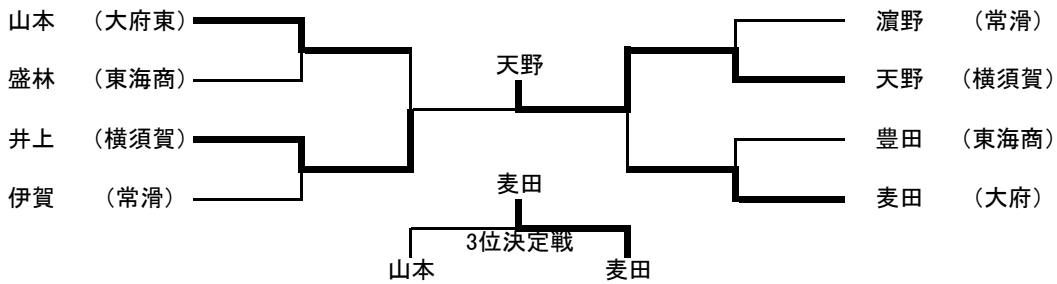 山本 (大府東)
盛林 (東海商)
井上 (横須賀)
伊賀 (常滑)
天野
麦田
3位決定戦
山本 麦田
濵野 (常滑)
天野 (横須賀)
豊田 (東海商)
麦田 (大府)